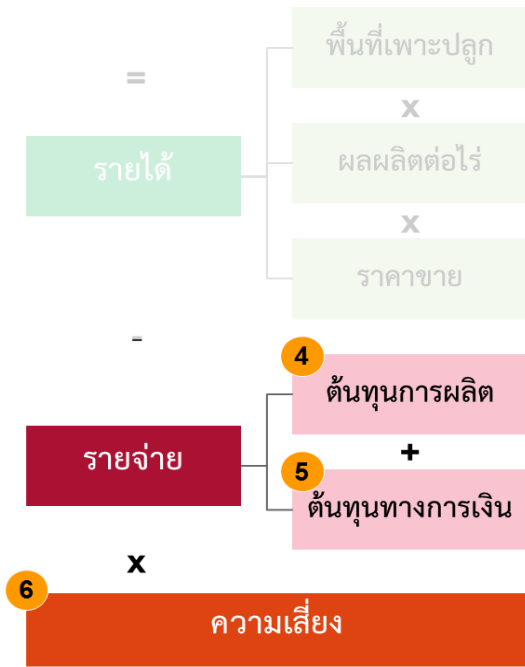 พื้นที่เพาะปลูก
=
x
รายได้
ผลผลิตต่อไร่
x
ราคาขาย
-
4
ต้นทุนการผลิต
รายจ่าย
+
5
ต้นทุนทางการเงิน
x
6
ความเสี่ยง